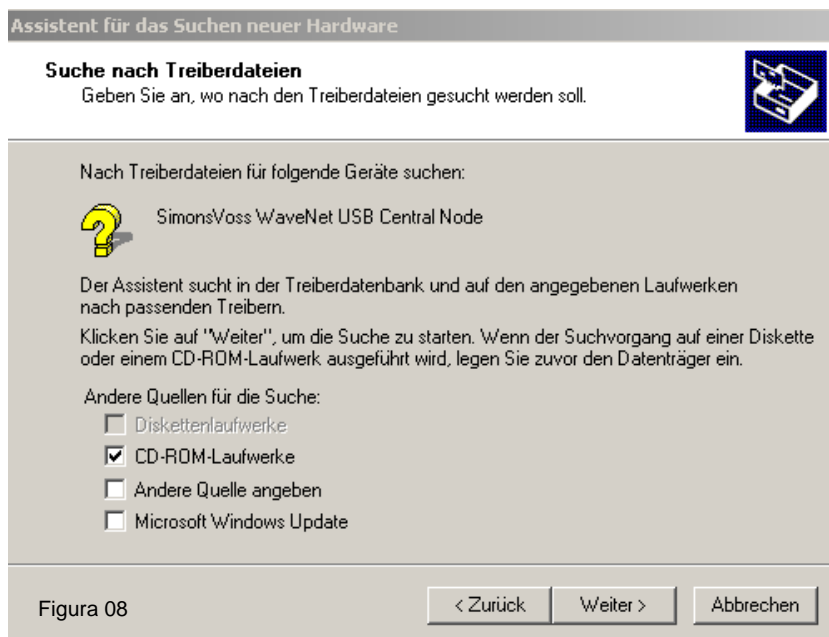 Assistent für das Suchen neuer Hardware
Suche nach Treiberdateien
Geben Sie an, wo nach den Treiberdateien gesucht werden soll.
Nach Treiberdateien für folgende Geräte suchen:
SimonsVoss WaveNet USB Central Node
Der Assistent sucht in der Treiberdatenbank und auf den angegebenen Laufwerken
nach passenden Treibern.
Klicken Sie auf "Weiter", um die Suche zu starten. Wenn der Suchvorgang auf einer Diskette
oder einem CD-ROM-Laufwerk ausgeführt wird, legen Sie zuvor den Datenträger ein.
Andere Quellen für die Suche:
Diskettenlaufwerke
CD-ROM-Laufwerke
Andere Quelle angeben
Microsoft Windows Update
Figura 08
< Zurück
Weiter >
Abbrechen